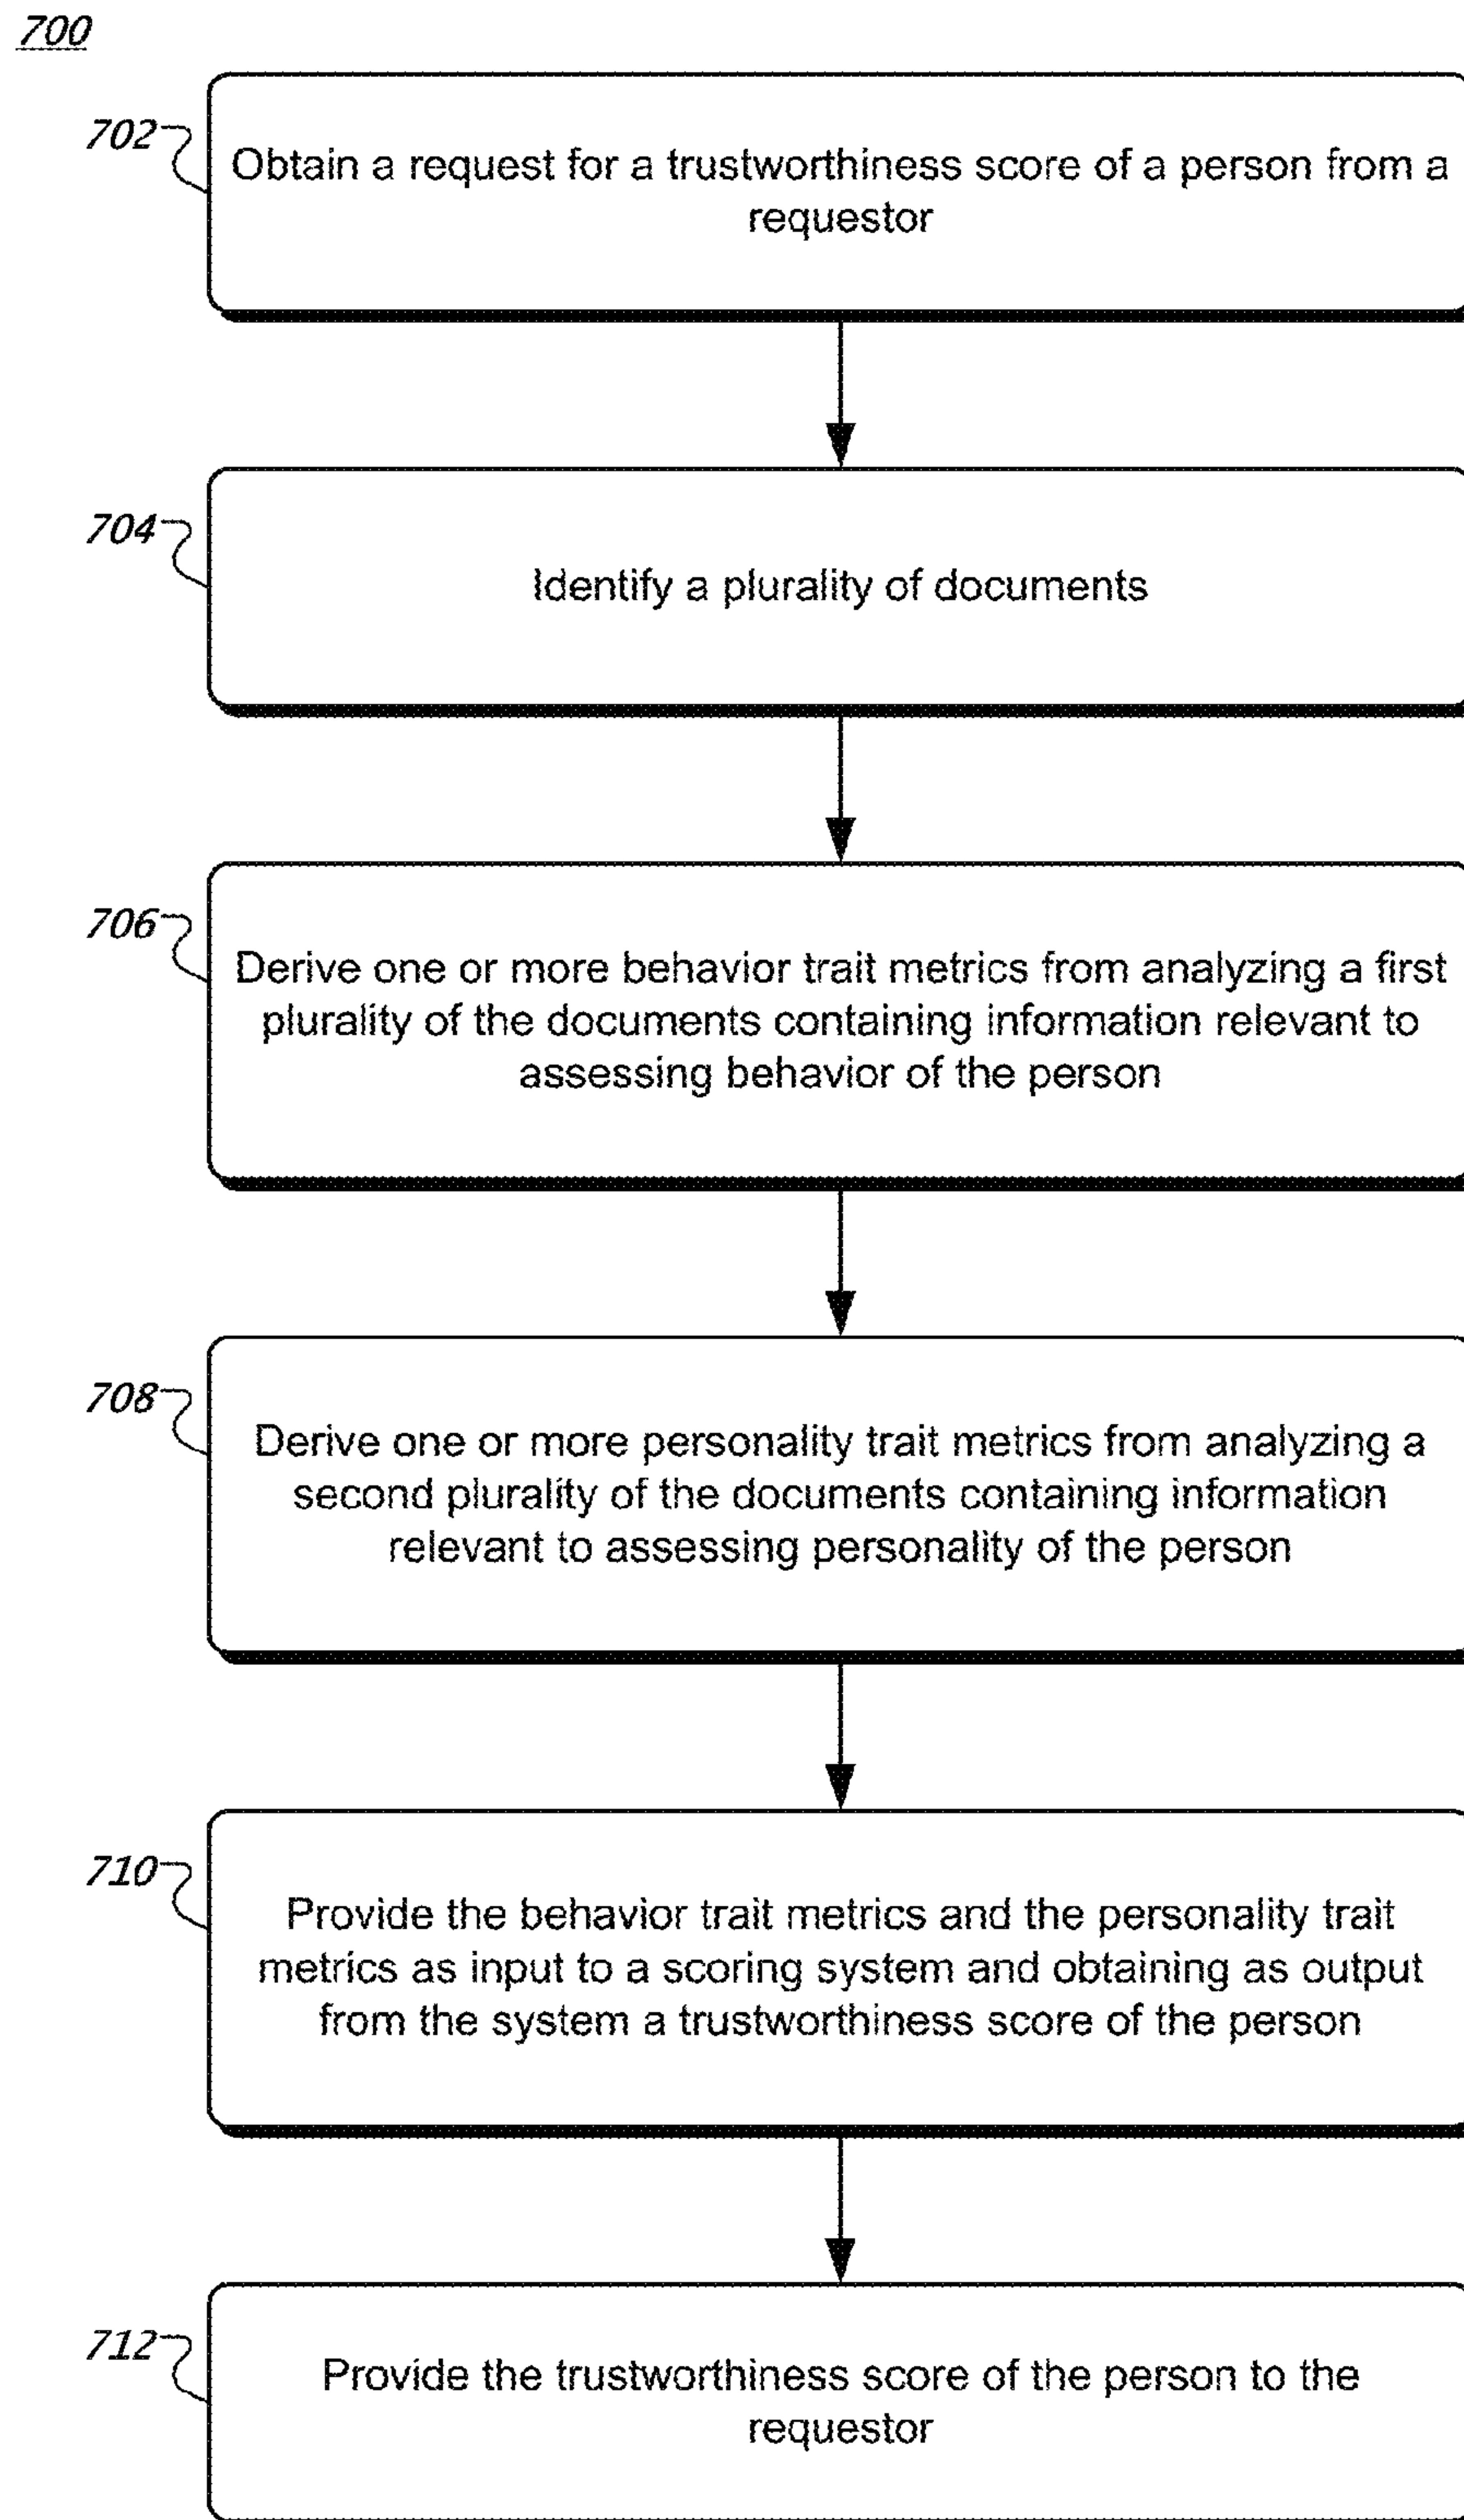 700
702
Obtain a request for a trustworthiness score of a person from a
requestor
704
Identify a plurality of documents
706
Derive one or more behavior trait metrics from analyzing a first
plurality of the documents containing information relevant to
assessing behavior of the person
708
Derive one or more personality trait metrics from analyzing a
second plurality of the documents containing information
relevant to assessing personality of the person
710
Provide the behavior trait metrics and the personality trait
metrics as input to a scoring system and obtaining as output
from the system a trustworthiness score of the person
712
Provide the trustworthiness score of the person to the
requestor